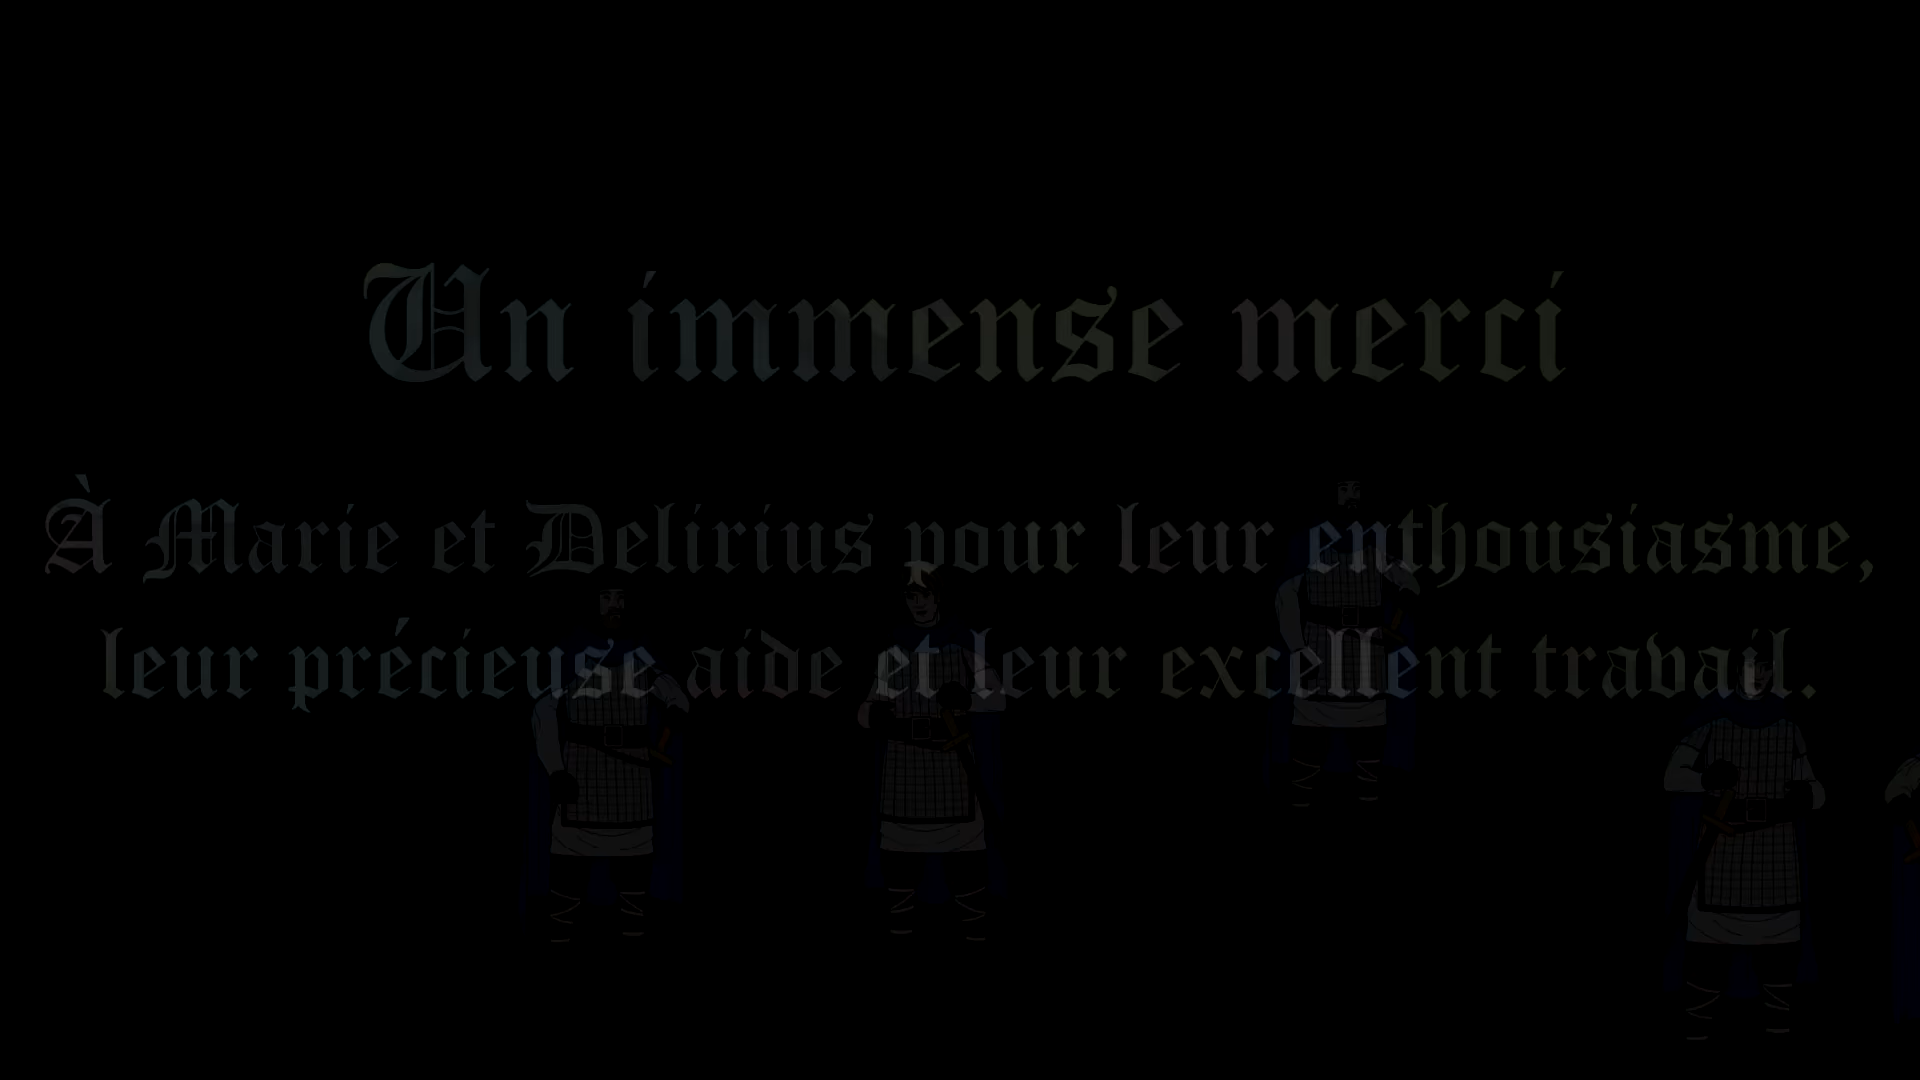 Un immense merci
À Marie et Delirius pour leur enthousiasme,
leur précieuse aide et leur excellent travail.